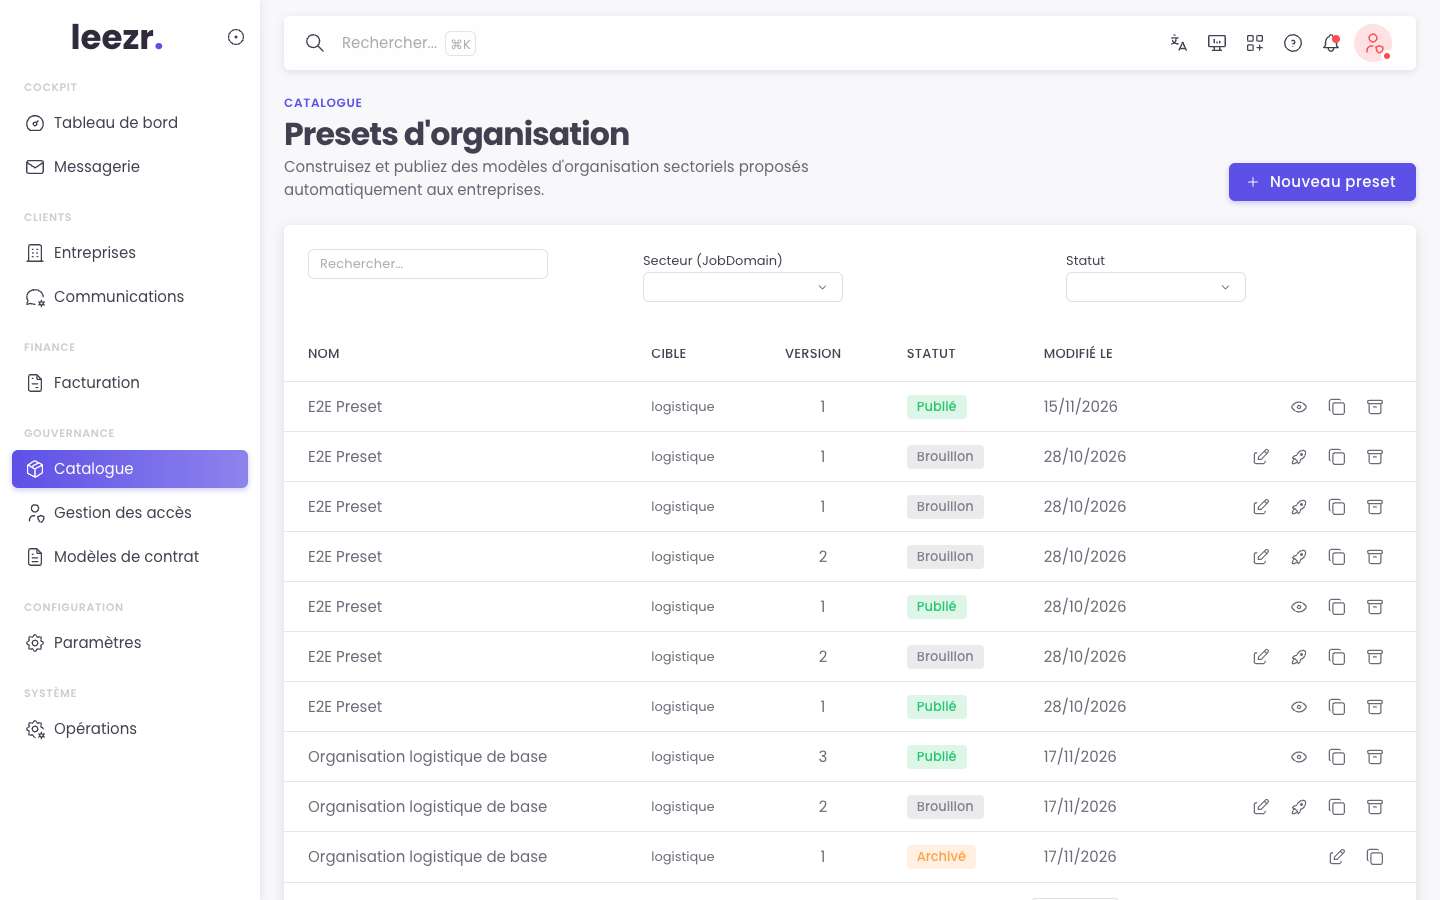 leezr.
COCKPIT
Tableau de bord
Messagerie
CLIENTS
Entreprises
Communications
FINANCE
Facturation
GOUVERNANCE
Catalogue
Gestion des accès
Modèles de contrat
CONFIGURATION
Paramètres
SYSTÈME
Opérations
Rechercher... ⌘K
CATALOGUE
Presets d'organisation
Construisez et publiez des modèles d'organisation sectoriels proposés
automatiquement aux entreprises.
Nouveau preset
Rechercher...
Secteur (JobDomain)
Statut
NOM CIBLE VERSION STATUT MODIFIÉ LE
E2E Preset logistique 1 Publié 15/11/2026
E2E Preset logistique 1 Brouillon 28/10/2026
E2E Preset logistique 1 Brouillon 28/10/2026
E2E Preset logistique 2 Brouillon 28/10/2026
E2E Preset logistique 1 Publié 28/10/2026
E2E Preset logistique 2 Brouillon 28/10/2026
E2E Preset logistique 1 Publié 28/10/2026
Organisation logistique de base logistique 3 Publié 17/11/2026
Organisation logistique de base logistique 2 Brouillon 17/11/2026
Organisation logistique de base logistique 1 Archivé 17/11/2026